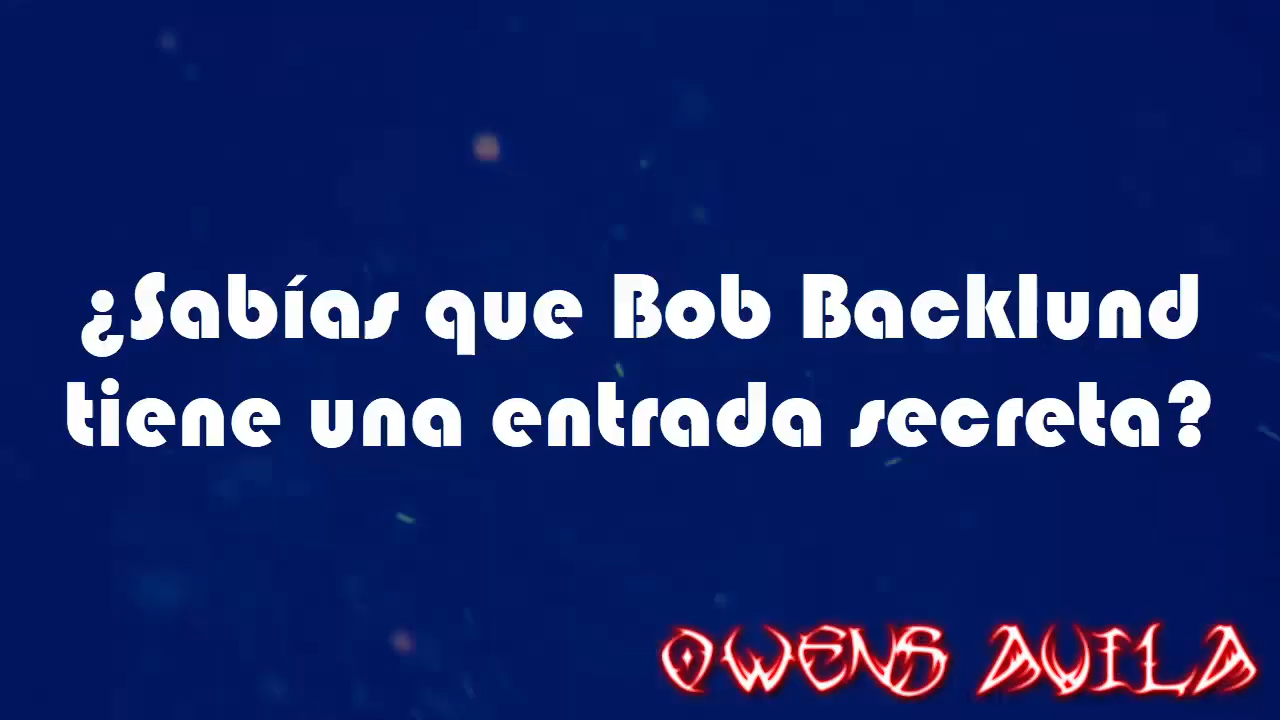 ¿Sabías que Bob Backlund
tiene una entrada secreta?
OWENS AVILA